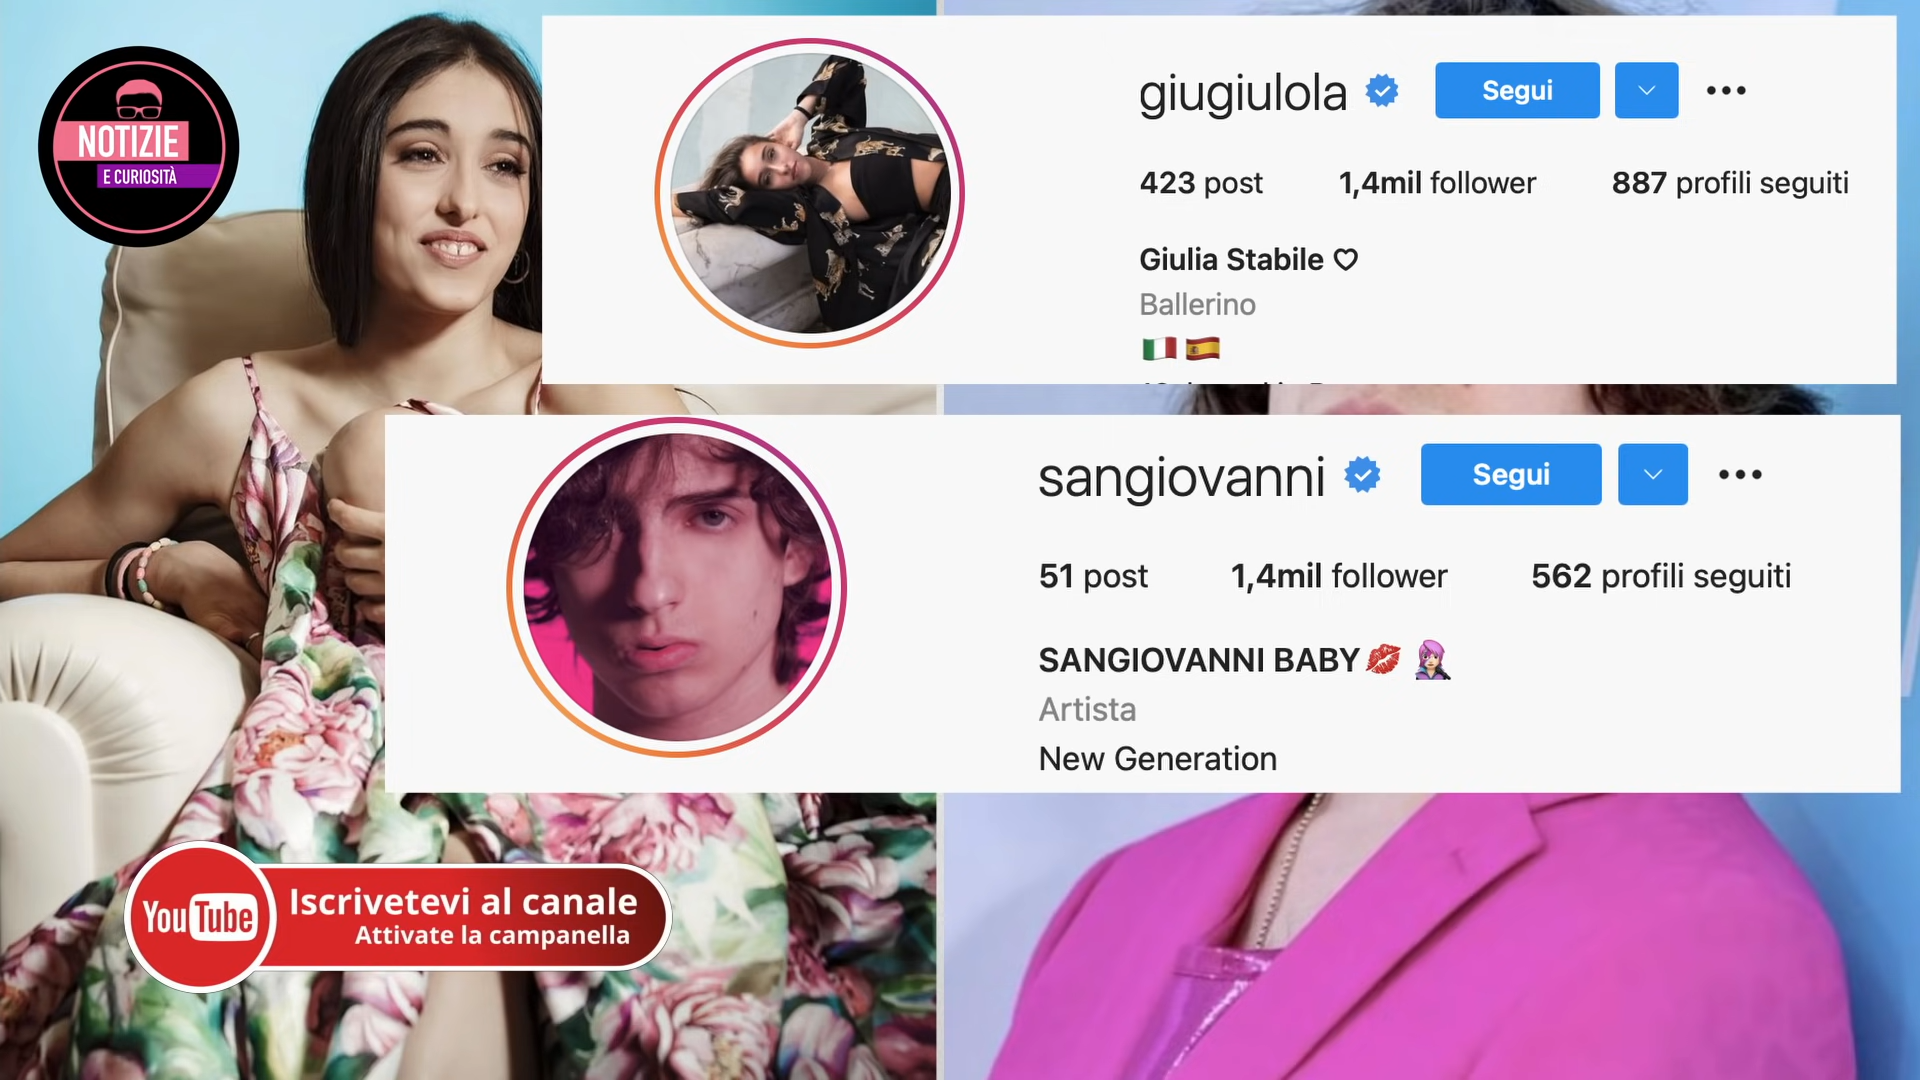 NOTIZIE
E CURIOSITÀ
giugiulola
Segui
423 post
1,4mil follower
887 profili seguiti
Giulia Stabile ♡
Ballerino
🇮🇹 🇪🇸
sangiovanni
Segui
51 post
1,4mil follower
562 profili seguiti
SANGIOVANNI BABY💋 🧑🏼‍🎤
Artista
New Generation
YouTube
Iscrivetevi al canale
Attivate la campanella